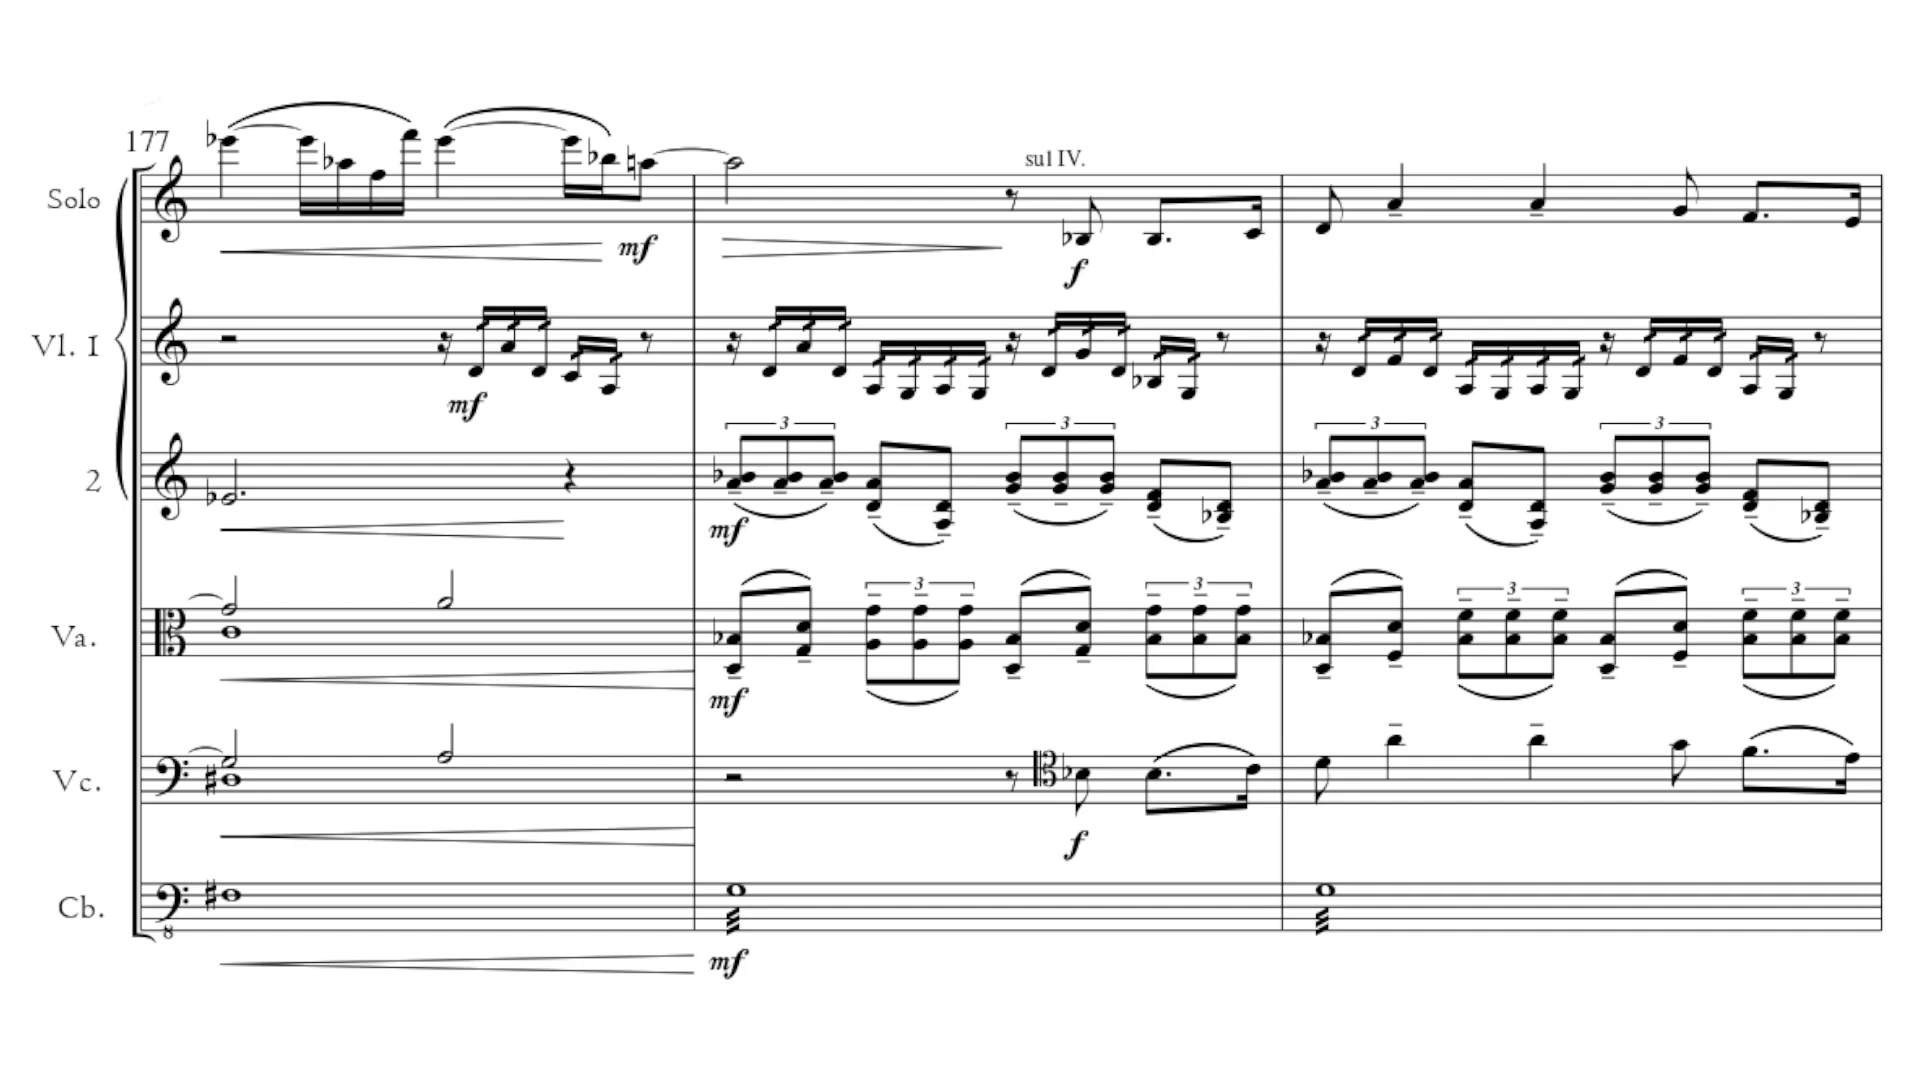 177
Solo
mf
sul IV.
f
Vl. 1
mf
3 3 3 3
2
mf
3 3 3 3
Va.
mf
Vc.
f
Cb.
8
mf